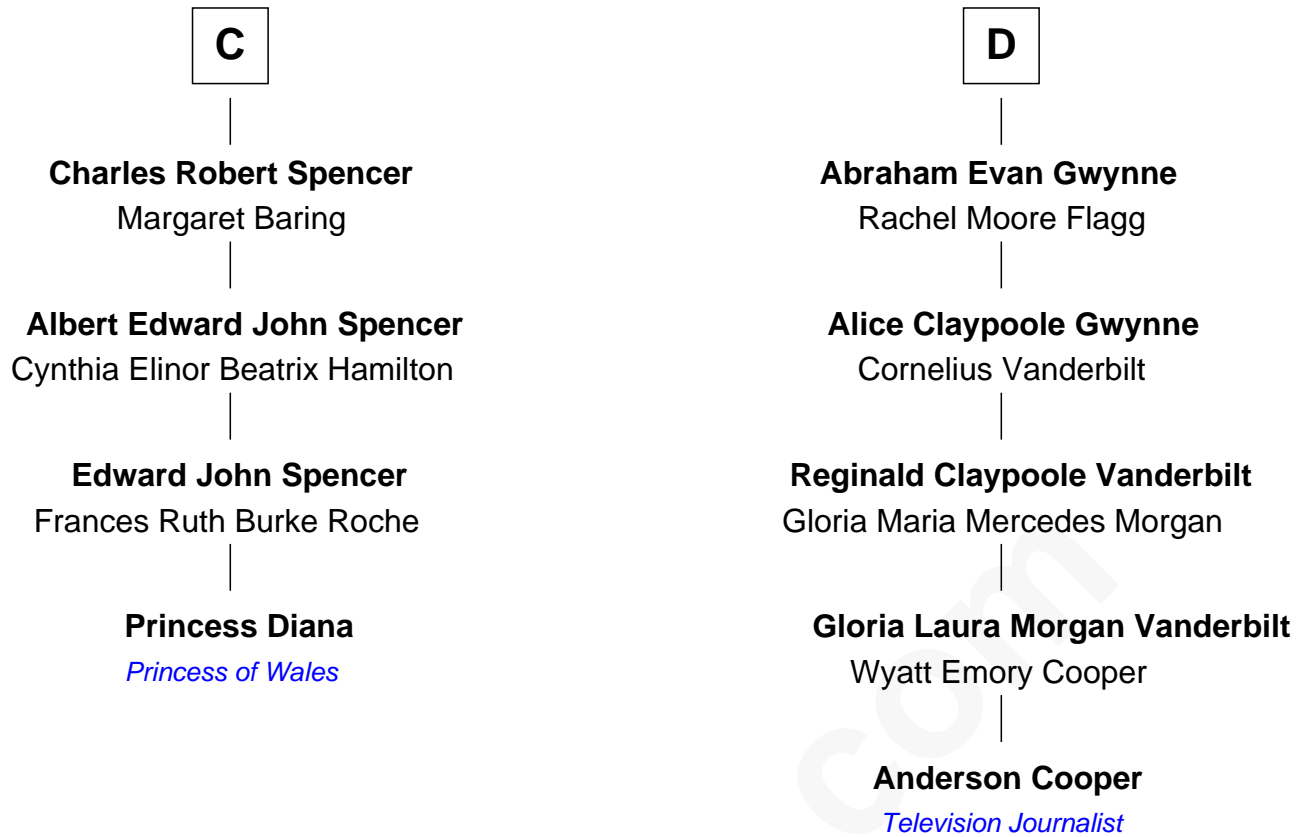 C
Charles Robert Spencer
Margaret Baring
Albert Edward John Spencer
Cynthia Elinor Beatrix Hamilton
Edward John Spencer
Frances Ruth Burke Roche
Princess Diana
Princess of Wales
D
Abraham Evan Gwynne
Rachel Moore Flagg
Alice Claypoole Gwynne
Cornelius Vanderbilt
Reginald Claypoole Vanderbilt
Gloria Maria Mercedes Morgan
Gloria Laura Morgan Vanderbilt
Wyatt Emory Cooper
Anderson Cooper
Television Journalist
com